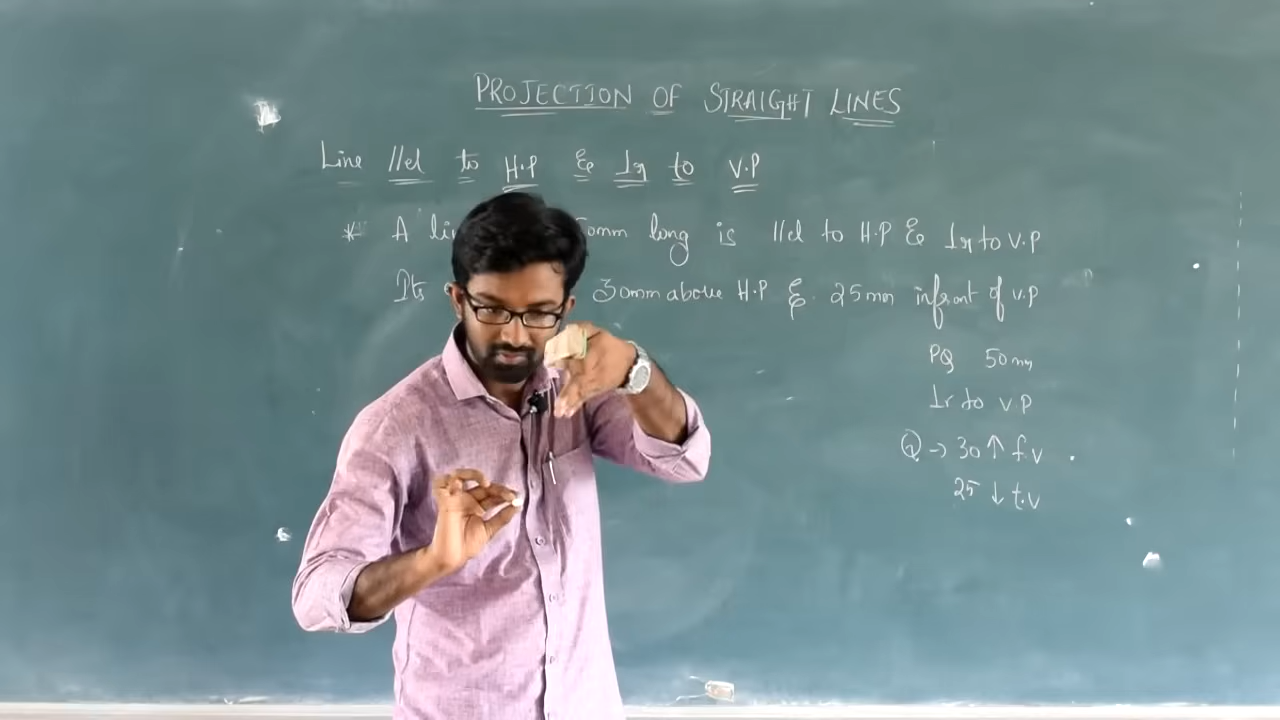 PROJECTION OF STRAIGHT LINES
Line //el to H.P & ⊥r to V.P
* A li 50mm long is //el to H.P & ⊥r to V.P
Its 30mm above H.P & 25mm infront of V.P
PQ 50mm
⊥r to V.P
Q → 30 ↑ f.v
25 ↓ t.v